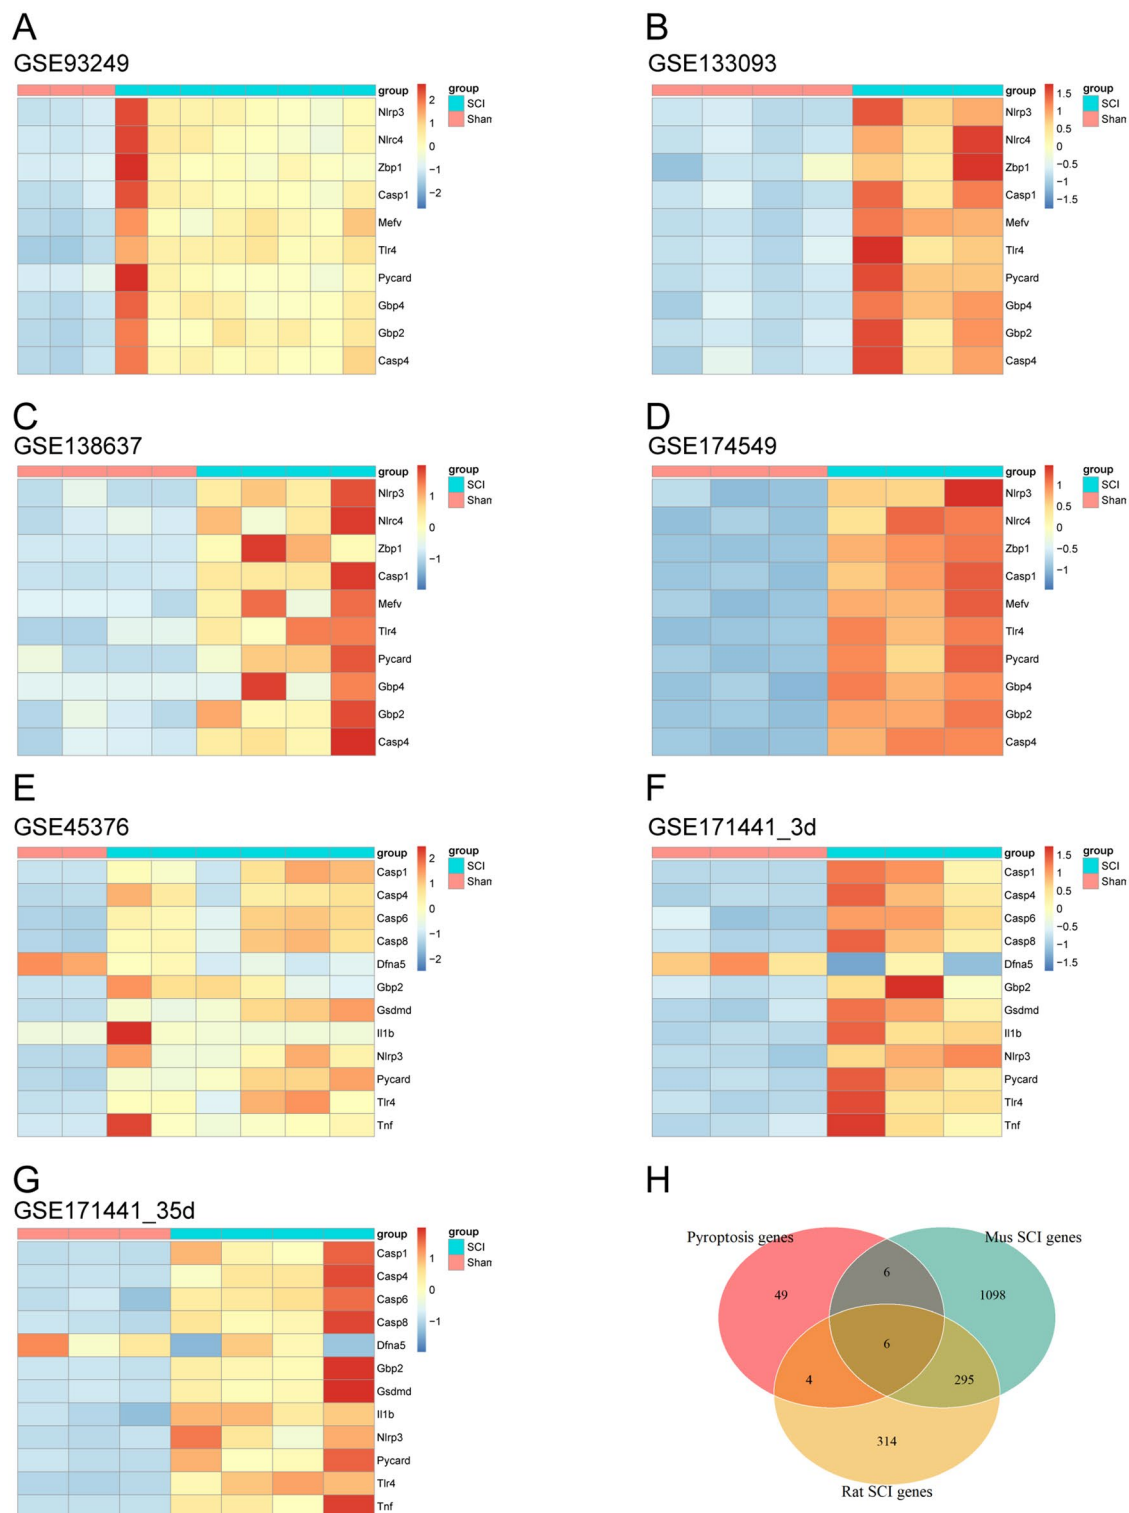 A
GSE93249
group
Nlrp3
Nlrc4
Zbp1
Casp1
Mefv
Tlr4
Pycard
Gbp4
Gbp2
Casp4
2
1
0
−1
−2
group
SCI
Shan
B
GSE133093
group
Nlrp3
Nlrc4
Zbp1
Casp1
Mefv
Tlr4
Pycard
Gbp4
Gbp2
Casp4
1.5
1
0.5
0
−0.5
−1
−1.5
group
SCI
Shan
C
GSE138637
group
Nlrp3
Nlrc4
Zbp1
Casp1
Mefv
Tlr4
Pycard
Gbp4
Gbp2
Casp4
1
0
−1
group
SCI
Shan
D
GSE174549
group
Nlrp3
Nlrc4
Zbp1
Casp1
Mefv
Tlr4
Pycard
Gbp4
Gbp2
Casp4
1
0.5
0
−0.5
−1
group
SCI
Shan
E
GSE45376
group
Casp1
Casp4
Casp6
Casp8
Dfna5
Gbp2
Gsdmd
Il1b
Nlrp3
Pycard
Tlr4
Tnf
2
1
0
−1
−2
group
SCI
Shan
F
GSE171441_3d
group
Casp1
Casp4
Casp6
Casp8
Dfna5
Gbp2
Gsdmd
Il1b
Nlrp3
Pycard
Tlr4
Tnf
1.5
1
0.5
0
−0.5
−1
−1.5
group
SCI
Shan
G
GSE171441_35d
group
Casp1
Casp4
Casp6
Casp8
Dfna5
Gbp2
Gsdmd
Il1b
Nlrp3
Pycard
Tlr4
Tnf
1
0
−1
group
SCI
Shan
H
Pyroptosis genes
Mus SCI genes
6
49
1098
6
4
295
314
Rat SCI genes